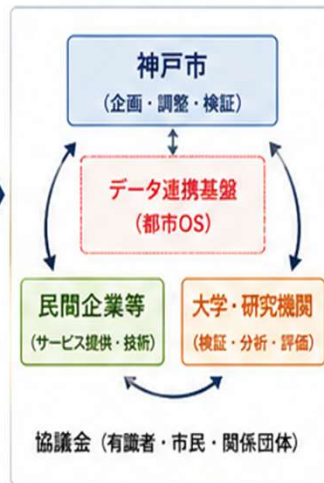 神戸市
(企画・調整・検証)
データ連携基盤
(都市OS)
民間企業等
(サービス提供・技術)
大学・研究機関
(検証・分析・評価)
協議金(有識者・市民・関係団体)